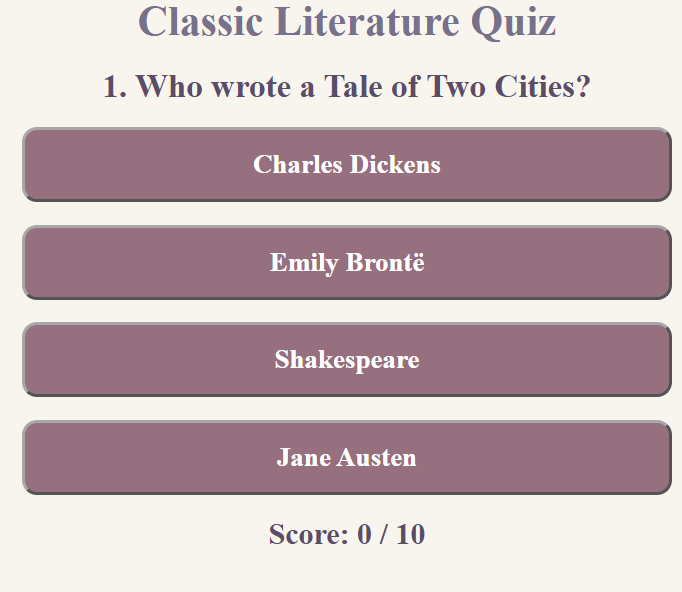 Classic Literature Quiz
1. Who wrote a Tale of Two Cities?
Charles Dickens
Emily Brontë
Shakespeare
Jane Austen
Score: 0 / 10